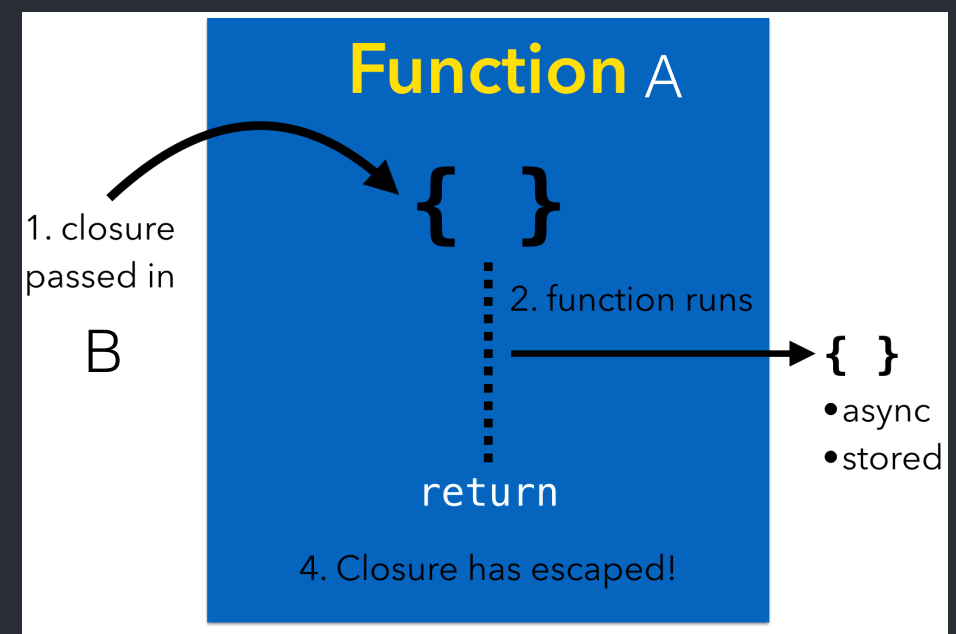 Function A
{ }
1. closure
passed in
B
2. function runs
{ }
•async
•stored
return
4. Closure has escaped!